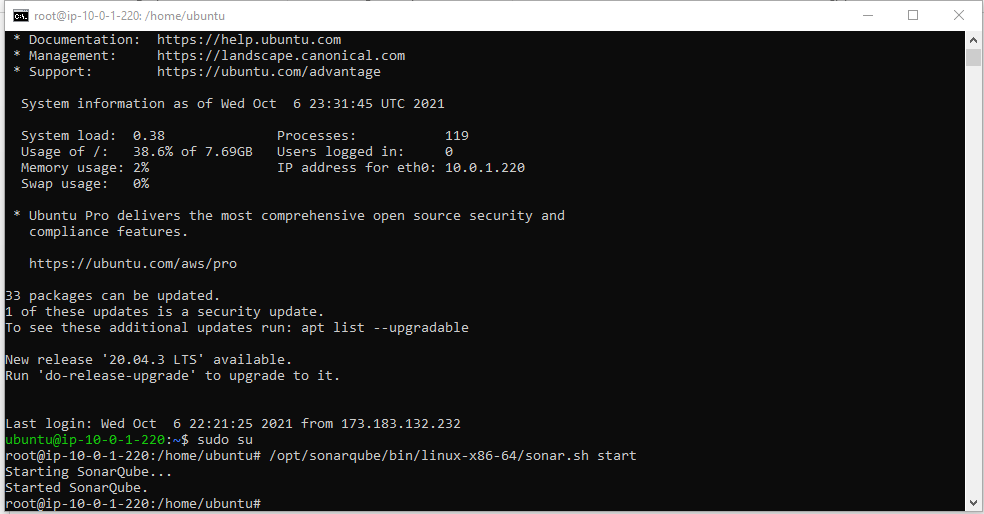 root@ip-10-0-1-220: /home/ubuntu
* Documentation:  https://help.ubuntu.com
* Management:     https://landscape.canonical.com
* Support:        https://ubuntu.com/advantage
System information as of Wed Oct  6 23:31:45 UTC 2021
System load:  0.38              Processes:           119
Usage of /:   38.6% of 7.69GB   Users logged in:     0
Memory usage: 2%                IP address for eth0: 10.0.1.220
Swap usage:   0%
* Ubuntu Pro delivers the most comprehensive open source security and
compliance features.
https://ubuntu.com/aws/pro
33 packages can be updated.
1 of these updates is a security update.
To see these additional updates run: apt list --upgradable
New release '20.04.3 LTS' available.
Run 'do-release-upgrade' to upgrade to it.
Last login: Wed Oct  6 22:21:25 2021 from 173.183.132.232
ubuntu@ip-10-0-1-220:~$ sudo su
root@ip-10-0-1-220:/home/ubuntu# /opt/sonarqube/bin/linux-x86-64/sonar.sh start
Starting SonarQube...
Started SonarQube.
root@ip-10-0-1-220:/home/ubuntu#